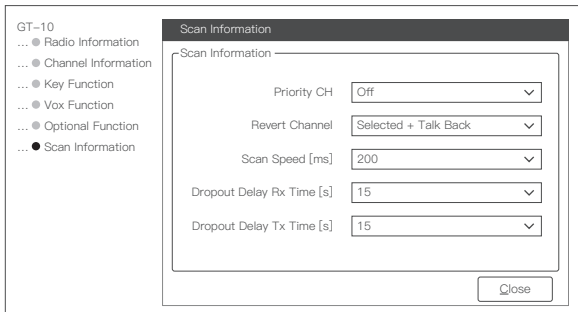 GT-10
... Radio Information
... Channel Information
... Key Function
... Vox Function
... Optional Function
... Scan Information
Scan Information
Scan Information
Priority CH Off
Revert Channel Selected + Talk Back
Scan Speed [ms] 200
Dropout Delay Rx Time [s] 15
Dropout Delay Tx Time [s] 15
Close